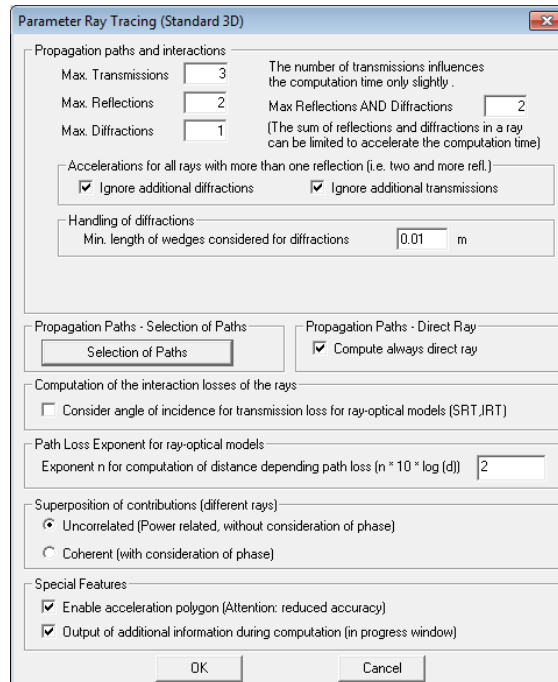 Parameter Ray Tracing (Standard 3D)
Propagation paths and interactions
Max. Transmissions 3
The number of transmissions influences
the computation time only slightly .
Max. Reflections 2
Max Reflections AND Diffractions 2
Max. Diffractions 1
(The sum of reflections and diffractions in a ray
can be limited to accelerate the computation time)
Accelerations for all rays with more than one reflection (i.e. two and more refl.)
Ignore additional diffractions
Ignore additional transmissions
Handling of diffractions
Min. length of wedges considered for diffractions 0.01 m
Propagation Paths - Selection of Paths
Selection of Paths
Propagation Paths - Direct Ray
Compute always direct ray
Computation of the interaction losses of the rays
Consider angle of incidence for transmission loss for ray-optical models (SRT,IRT)
Path Loss Exponent for ray-optical models
Exponent n for computation of distance depending path loss (n * 10 * log (d)) 2
Superposition of contributions (different rays)
Uncorrelated (Power related, without consideration of phase)
Coherent (with consideration of phase)
Special Features
Enable acceleration polygon (Attention: reduced accuracy)
Output of additional information during computation (in progress window)
OK
Cancel